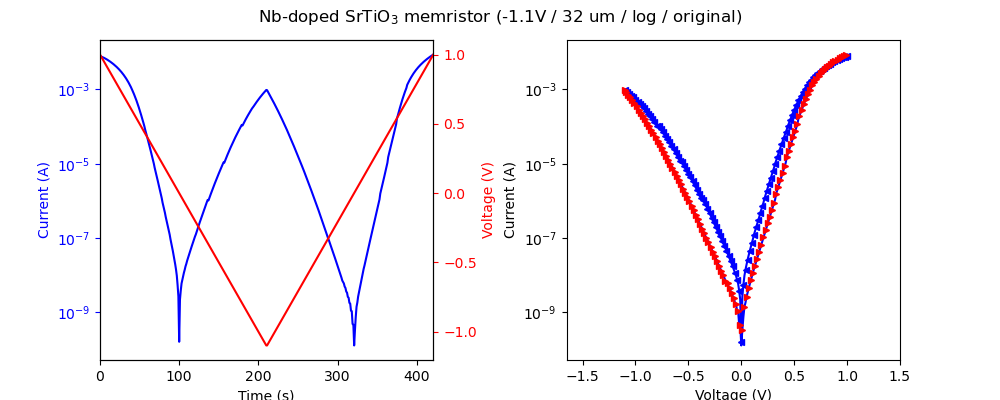 Nb-doped SrTiO₃ memristor (-1.1V / 32 um / log / original)
Current (A)
10⁻³
10⁻⁵
10⁻⁷
10⁻⁹
0 100 200 300 400
Time (s)
1.0
0.5
0.0
−0.5
−1.0
Voltage (V)
Current (A)
10⁻³
10⁻⁵
10⁻⁷
10⁻⁹
−1.5 −1.0 −0.5 0.0 0.5 1.0 1.5
Voltage (V)